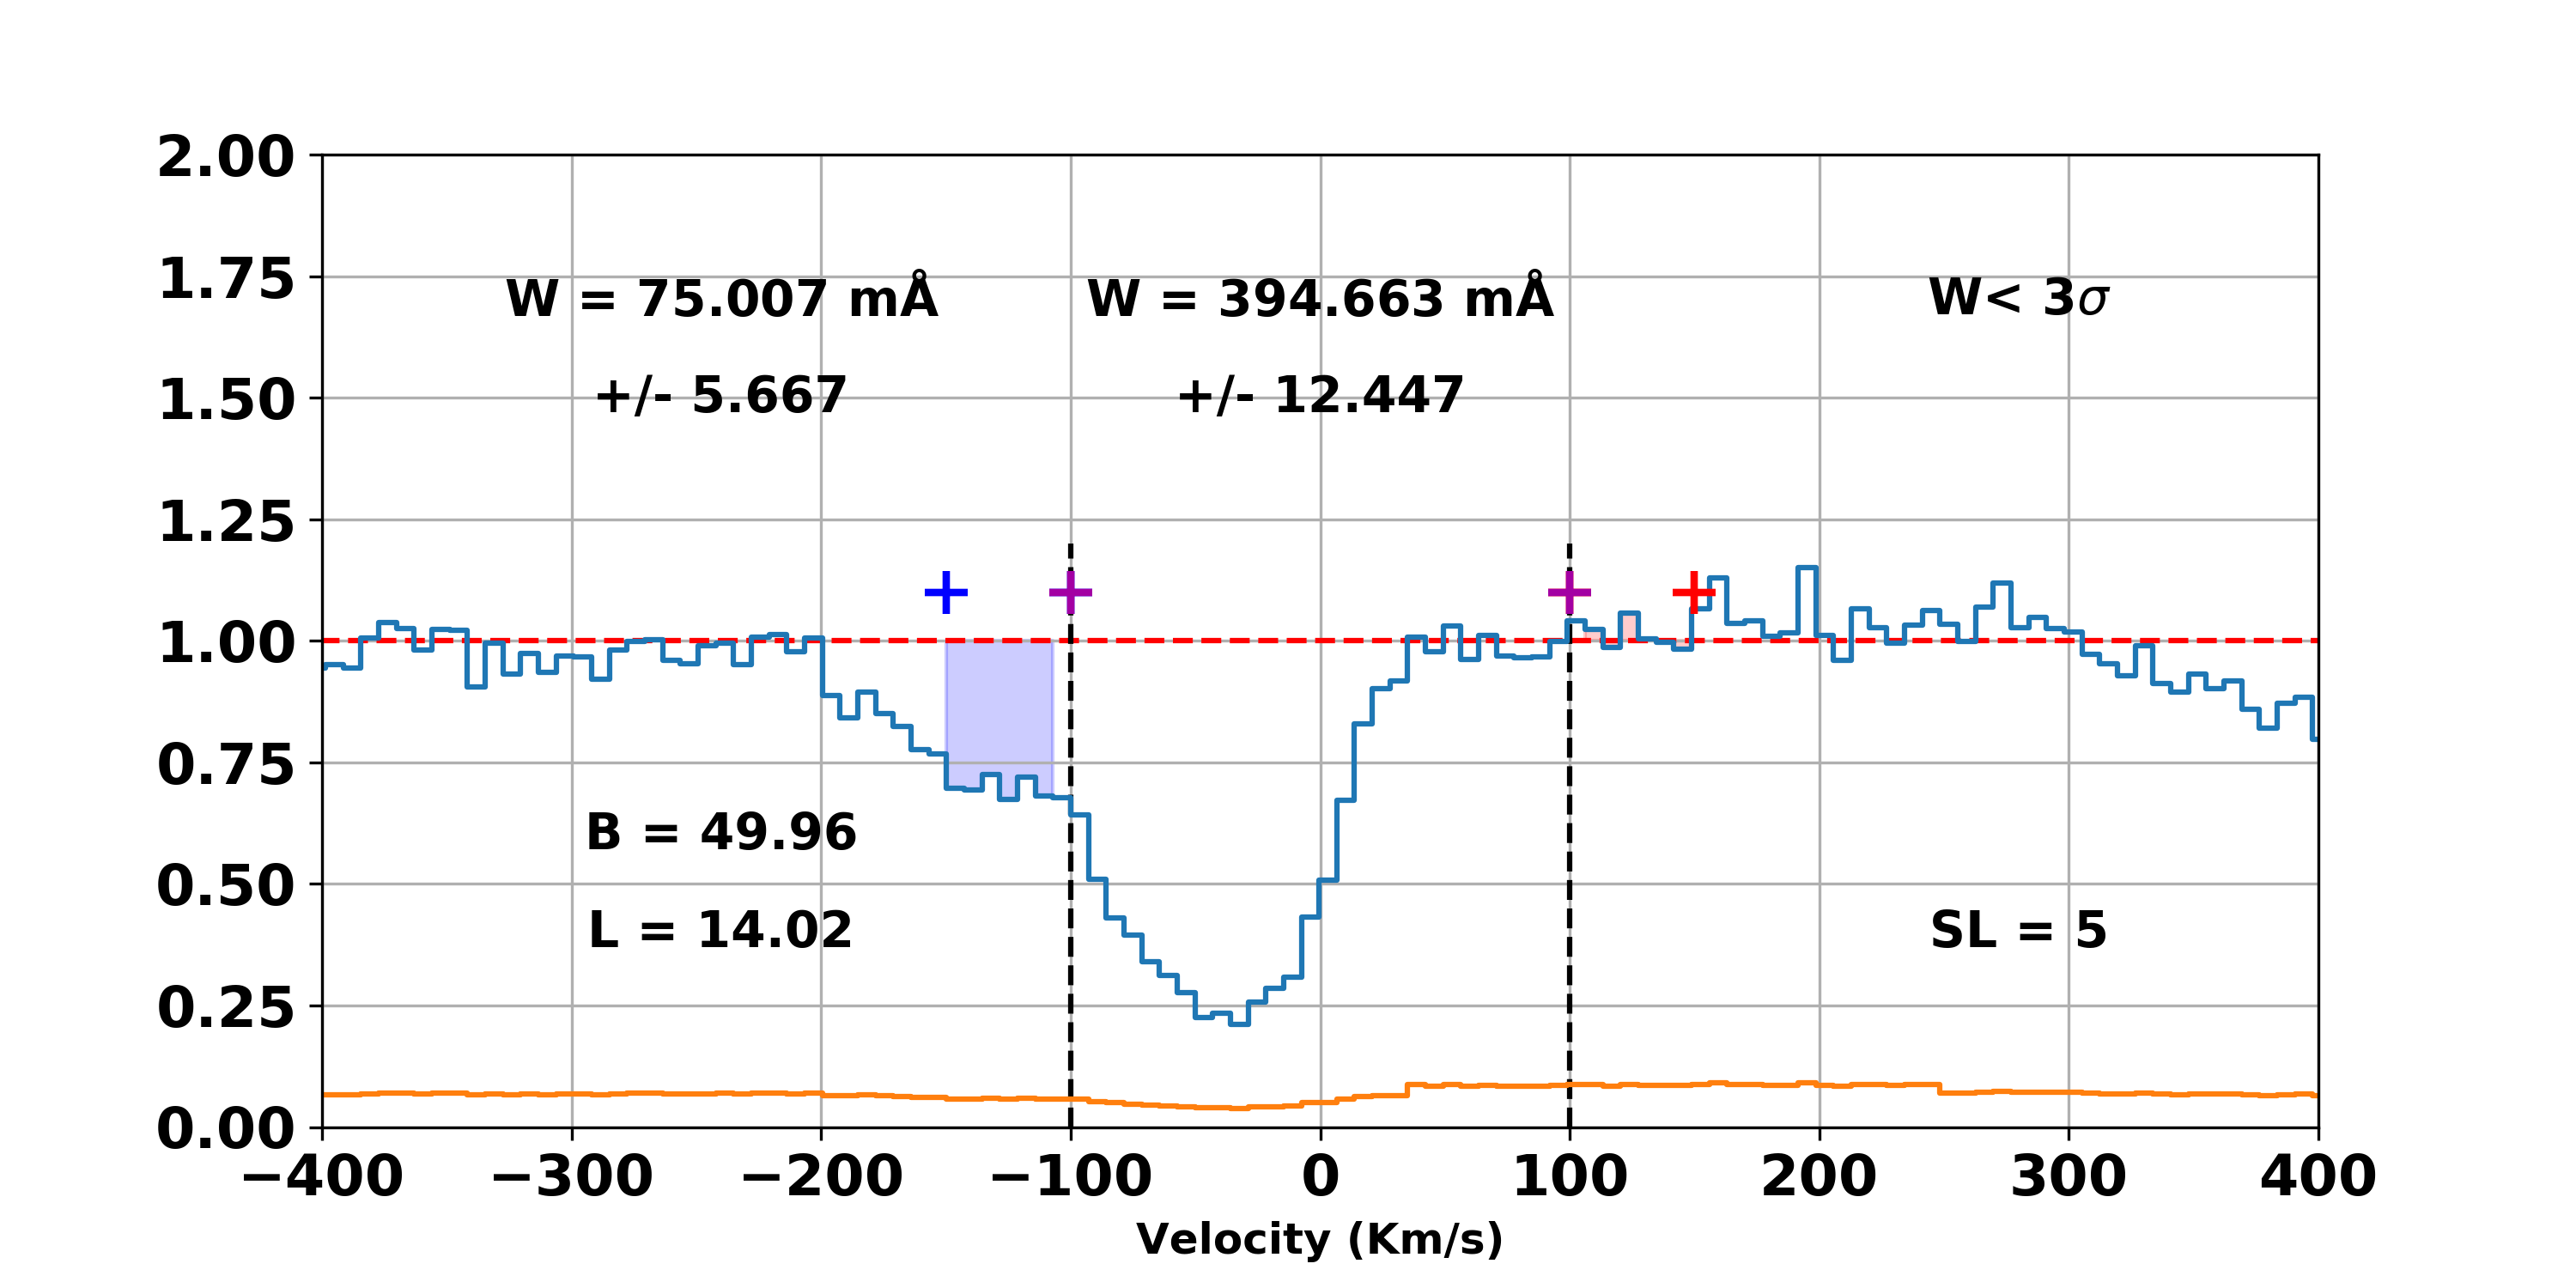 2.00
1.75
1.50
1.25
1.00
0.75
0.50
0.25
0.00
W = 75.007 mÅ
+/- 5.667
W = 394.663 mÅ
+/- 12.447
W< 3σ
B = 49.96
L = 14.02
SL = 5
−400 −300 −200 −100 0 100 200 300 400
Velocity (Km/s)